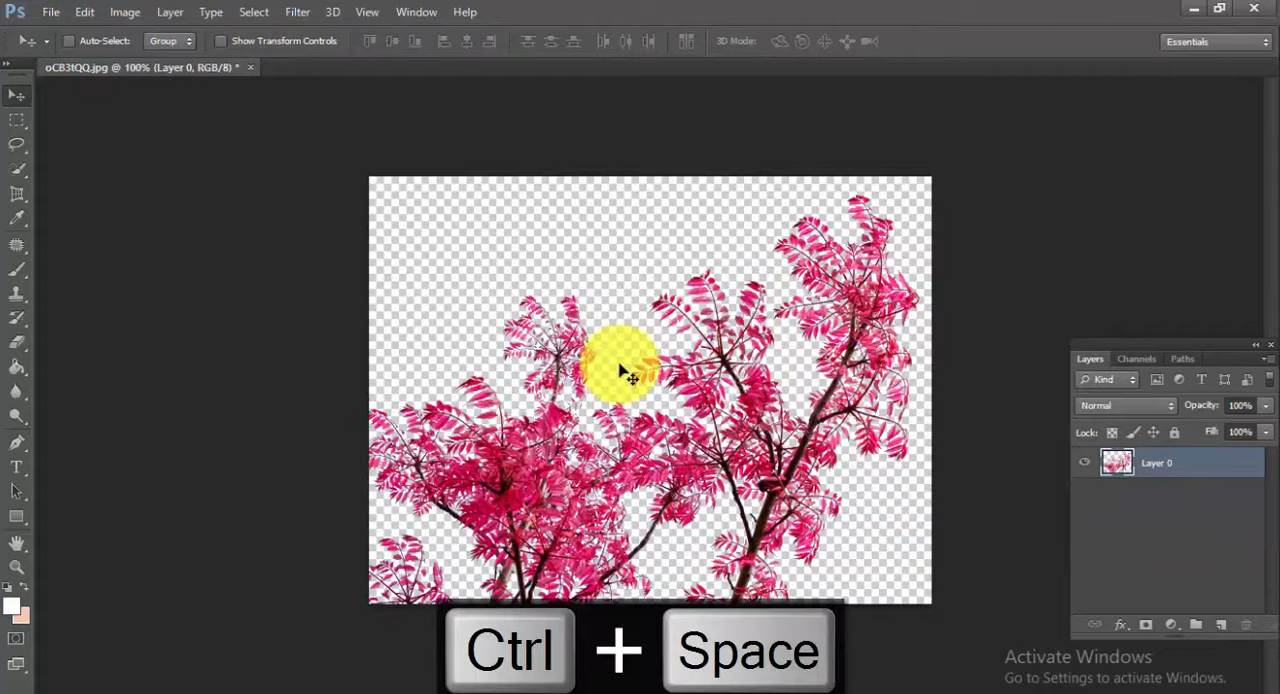 Ps File Edit Image Layer Type Select Filter 3D View Window Help
Auto-Select: Group Show Transform Controls 3D Mode: Essentials
oCB3tQQ.jpg @ 100% (Layer 0, RGB/8) *
Layers Channels Paths
Kind
Normal Opacity: 100%
Lock: Fill: 100%
Layer 0
T
fx
Ctrl + Space
Activate Windows
Go to Settings to activate Windows.